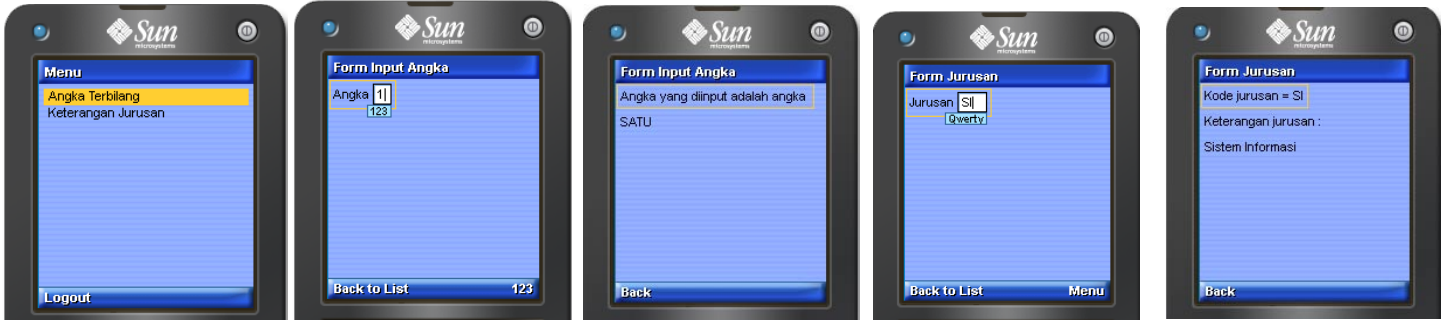 Sun
microsystems
Menu
Angka Terbilang
Keterangan Jurusan
Logout
Sun
microsystems
Form Input Angka
Angka 1
123
Back to List 123
Sun
microsystems
Form Input Angka
Angka yang diinput adalah angka
SATU
Back
Sun
microsystems
Form Jurusan
Jurusan SI
Qwerty
Back to List Menu
Sun
microsystems
Form Jurusan
Kode jurusan = SI
Keterangan jurusan :
Sistem Informasi
Back